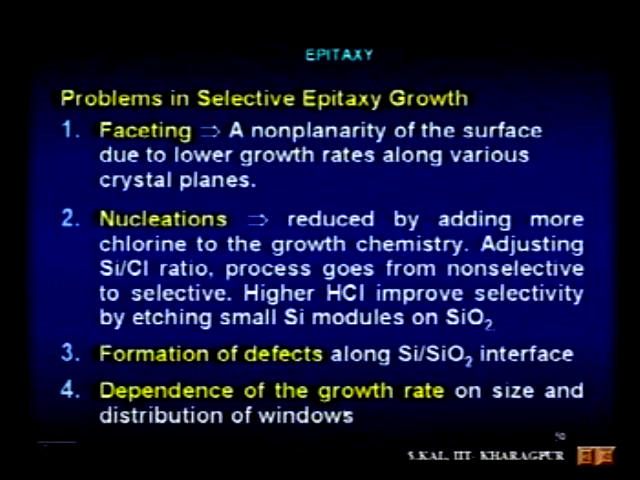 EPITAXY
Problems in Selective Epitaxy Growth
1. Faceting ⇒ A nonplanarity of the surface
due to lower growth rates along various
crystal planes.
2. Nucleations ⇒ reduced by adding more
chlorine to the growth chemistry. Adjusting
Si/Cl ratio, process goes from nonselective
to selective. Higher HCl improve selectivity
by etching small Si modules on SiO2
3. Formation of defects along Si/SiO2 interface
4. Dependence of the growth rate on size and
distribution of windows
S.KAL, IIT- KHARAGPUR